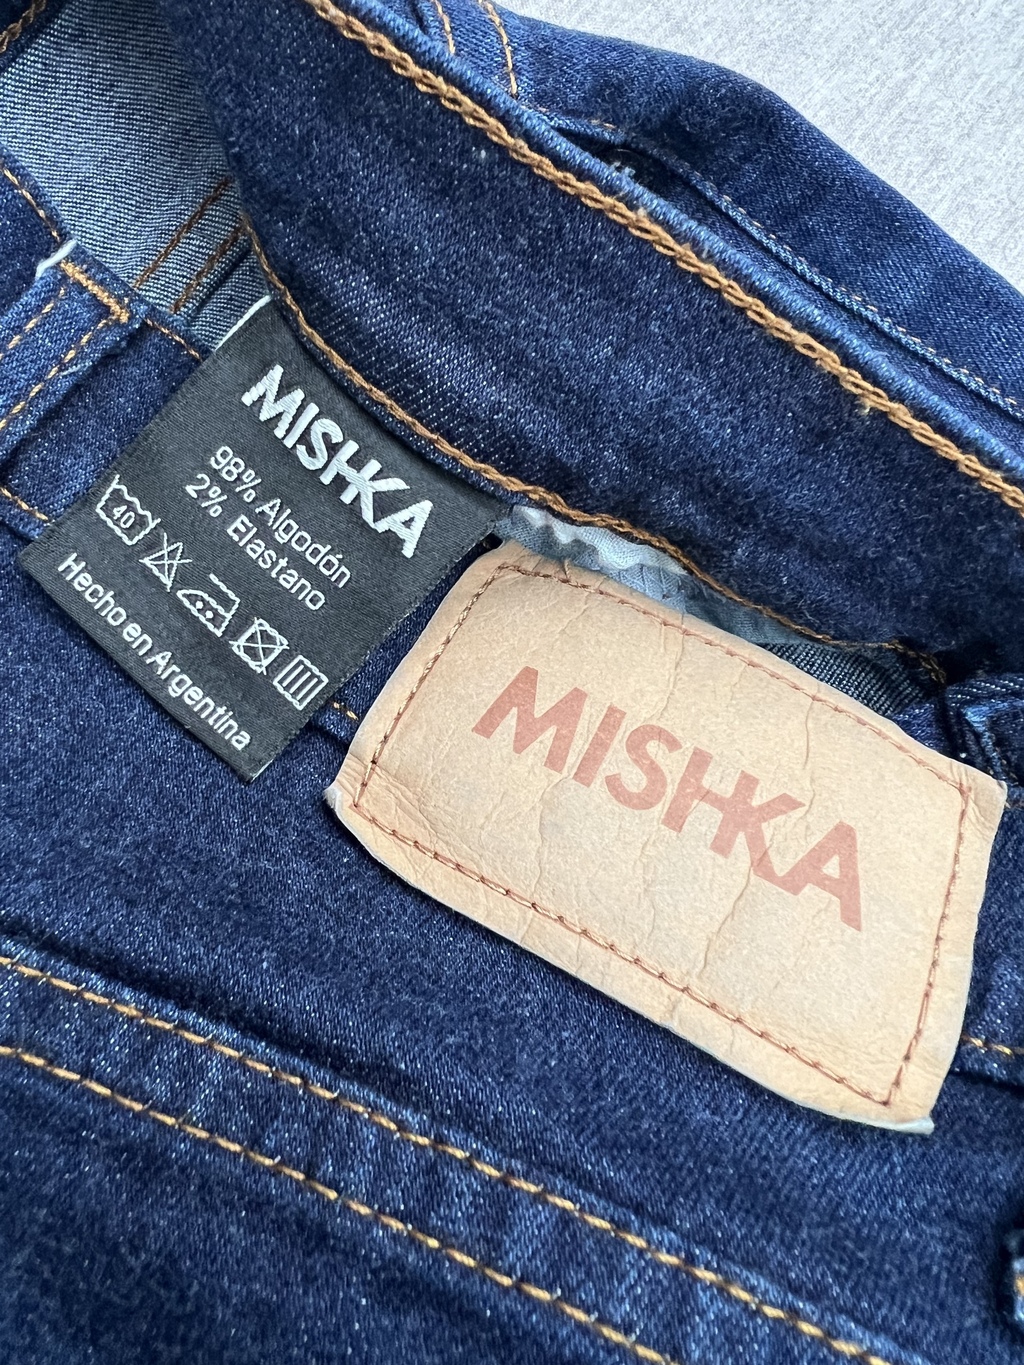 MISHKA
98% Algodón
2% Elastano
40
Hecho en Argentina
MISHKA